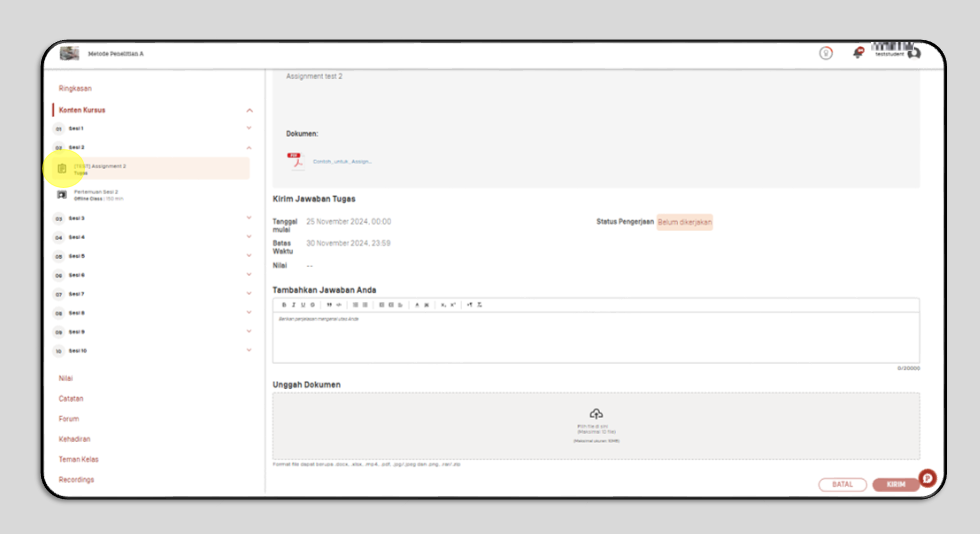 Metode Penelitian A
teststudent
Ringkasan
Konten Kursus
01 Sesi 1
02 Sesi 2
(TEST) Assignment 2
Tugas
Pertemuan Sesi 2
Offline Class : 100 min
03 Sesi 3
04 Sesi 4
05 Sesi 5
06 Sesi 6
07 Sesi 7
08 Sesi 8
09 Sesi 9
10 Sesi 10
Nilai
Catatan
Forum
Kehadiran
Teman Kelas
Recordings
Assignment test 2
Dokumen:
PDF
Contoh_untuk_Assign...
Kirim Jawaban Tugas
Tanggal mulai 25 November 2024, 00:00
Status Pengerjaan Belum dikerjakan
Batas Waktu 30 November 2024, 23:59
Nilai --
Tambahkan Jawaban Anda
Berikan penjelasan mengenai ide Anda
0/20000
Unggah Dokumen
Pilih file di sini
(Maksimal 10 file)
(Maksimal ukuran 10MB)
Format file dapat berupa .docx, .xlsx, .mp4, .pdf, .jpg/.jpeg dan .png, .rar/.zip
BATAL
KIRIM